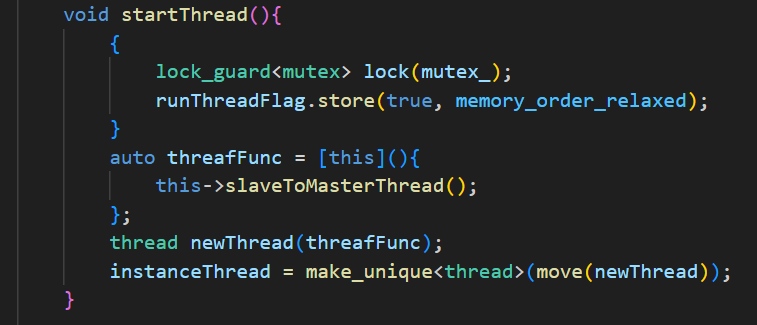 void startThread(){
{
lock_guard<mutex> lock(mutex_);
runThreadFlag.store(true, memory_order_relaxed);
}
auto threafFunc = [this](){
this->slaveToMasterThread();
};
thread newThread(threafFunc);
instanceThread = make_unique<thread>(move(newThread));
}